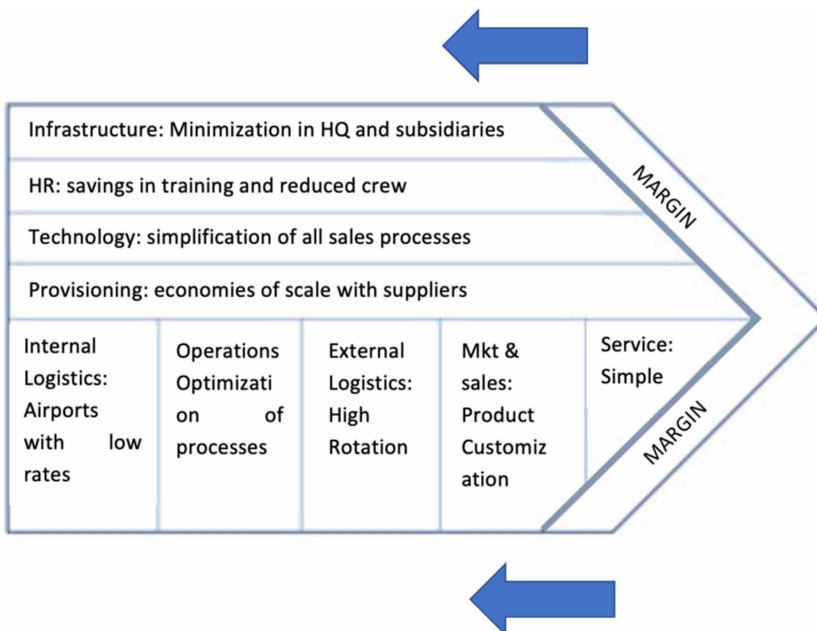 Infrastructure: Minimization in HQ and subsidiaries
HR: savings in training and reduced crew
Technology: simplification of all sales processes
Provisioning: economies of scale with suppliers
Internal
Logistics:
Airports
with low
rates
Operations
Optimizati
on of
processes
External
Logistics:
High
Rotation
Mkt &
sales:
Product
Customiz
ation
Service:
Simple
MARGIN
MARGIN